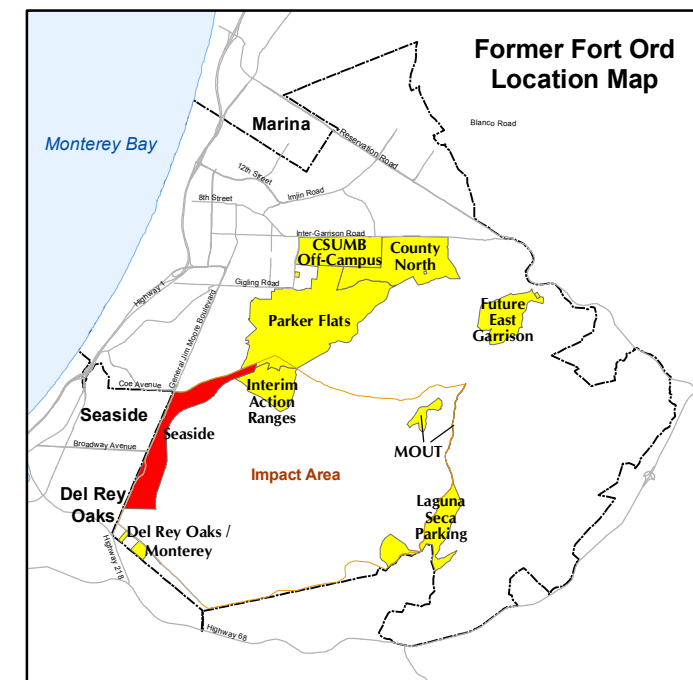 Former Fort Ord
Location Map
Blanco Road
Marina
Monterey Bay
Reservation Road
12th Street
Imjin Road
8th Street
Inter-Garrison Road
CSUMB
Off-Campus
County
North
Gigling Road
Highway 1
General Jim Moore Boulevard
Parker Flats
Future
East
Garrison
Coe Avenue
Interim
Action
Ranges
Seaside
Seaside
Broadway Avenue
MOUT
Impact Area
Del Rey
Oaks
Laguna
Seca
Parking
Del Rey Oaks /
Monterey
Highway 218
Highway 68